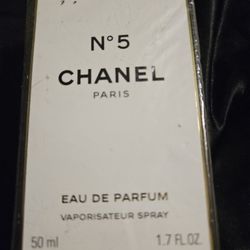 N°5
CHANEL
PARIS
EAU DE PARFUM
VAPORISATEUR SPRAY
50 ml 1.7 FL.OZ.